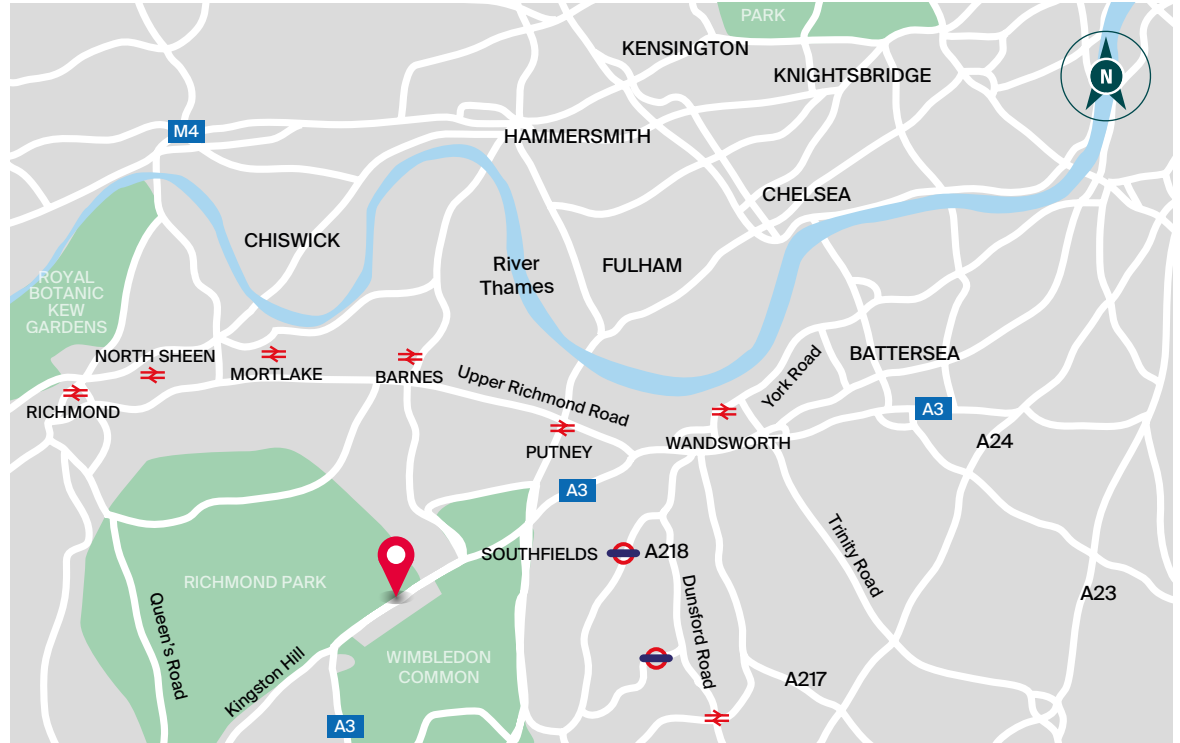 PARK
KENSINGTON
KNIGHTSBRIDGE
N
M4
HAMMERSMITH
CHELSEA
CHISWICK
River
Thames
FULHAM
ROYAL
BOTANIC
KEW
GARDENS
NORTH SHEEN
MORTLAKE
BARNES
RICHMOND
Upper Richmond Road
York Road
BATTERSEA
A3
PUTNEY
WANDSWORTH
A24
A3
SOUTHFIELDS
A218
Trinity Road
RICHMOND PARK
Queen's Road
Dunsford Road
A23
Kingston Hill
WIMBLEDON
COMMON
A217
A3